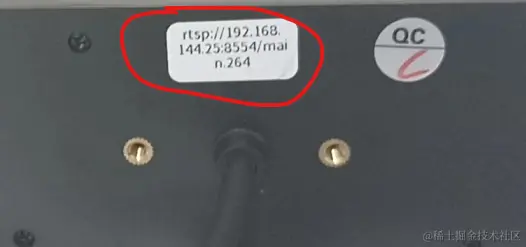 rtsp://192.168.
144.25:8554/mai
n.264
QC
@稀土掘金技术社区